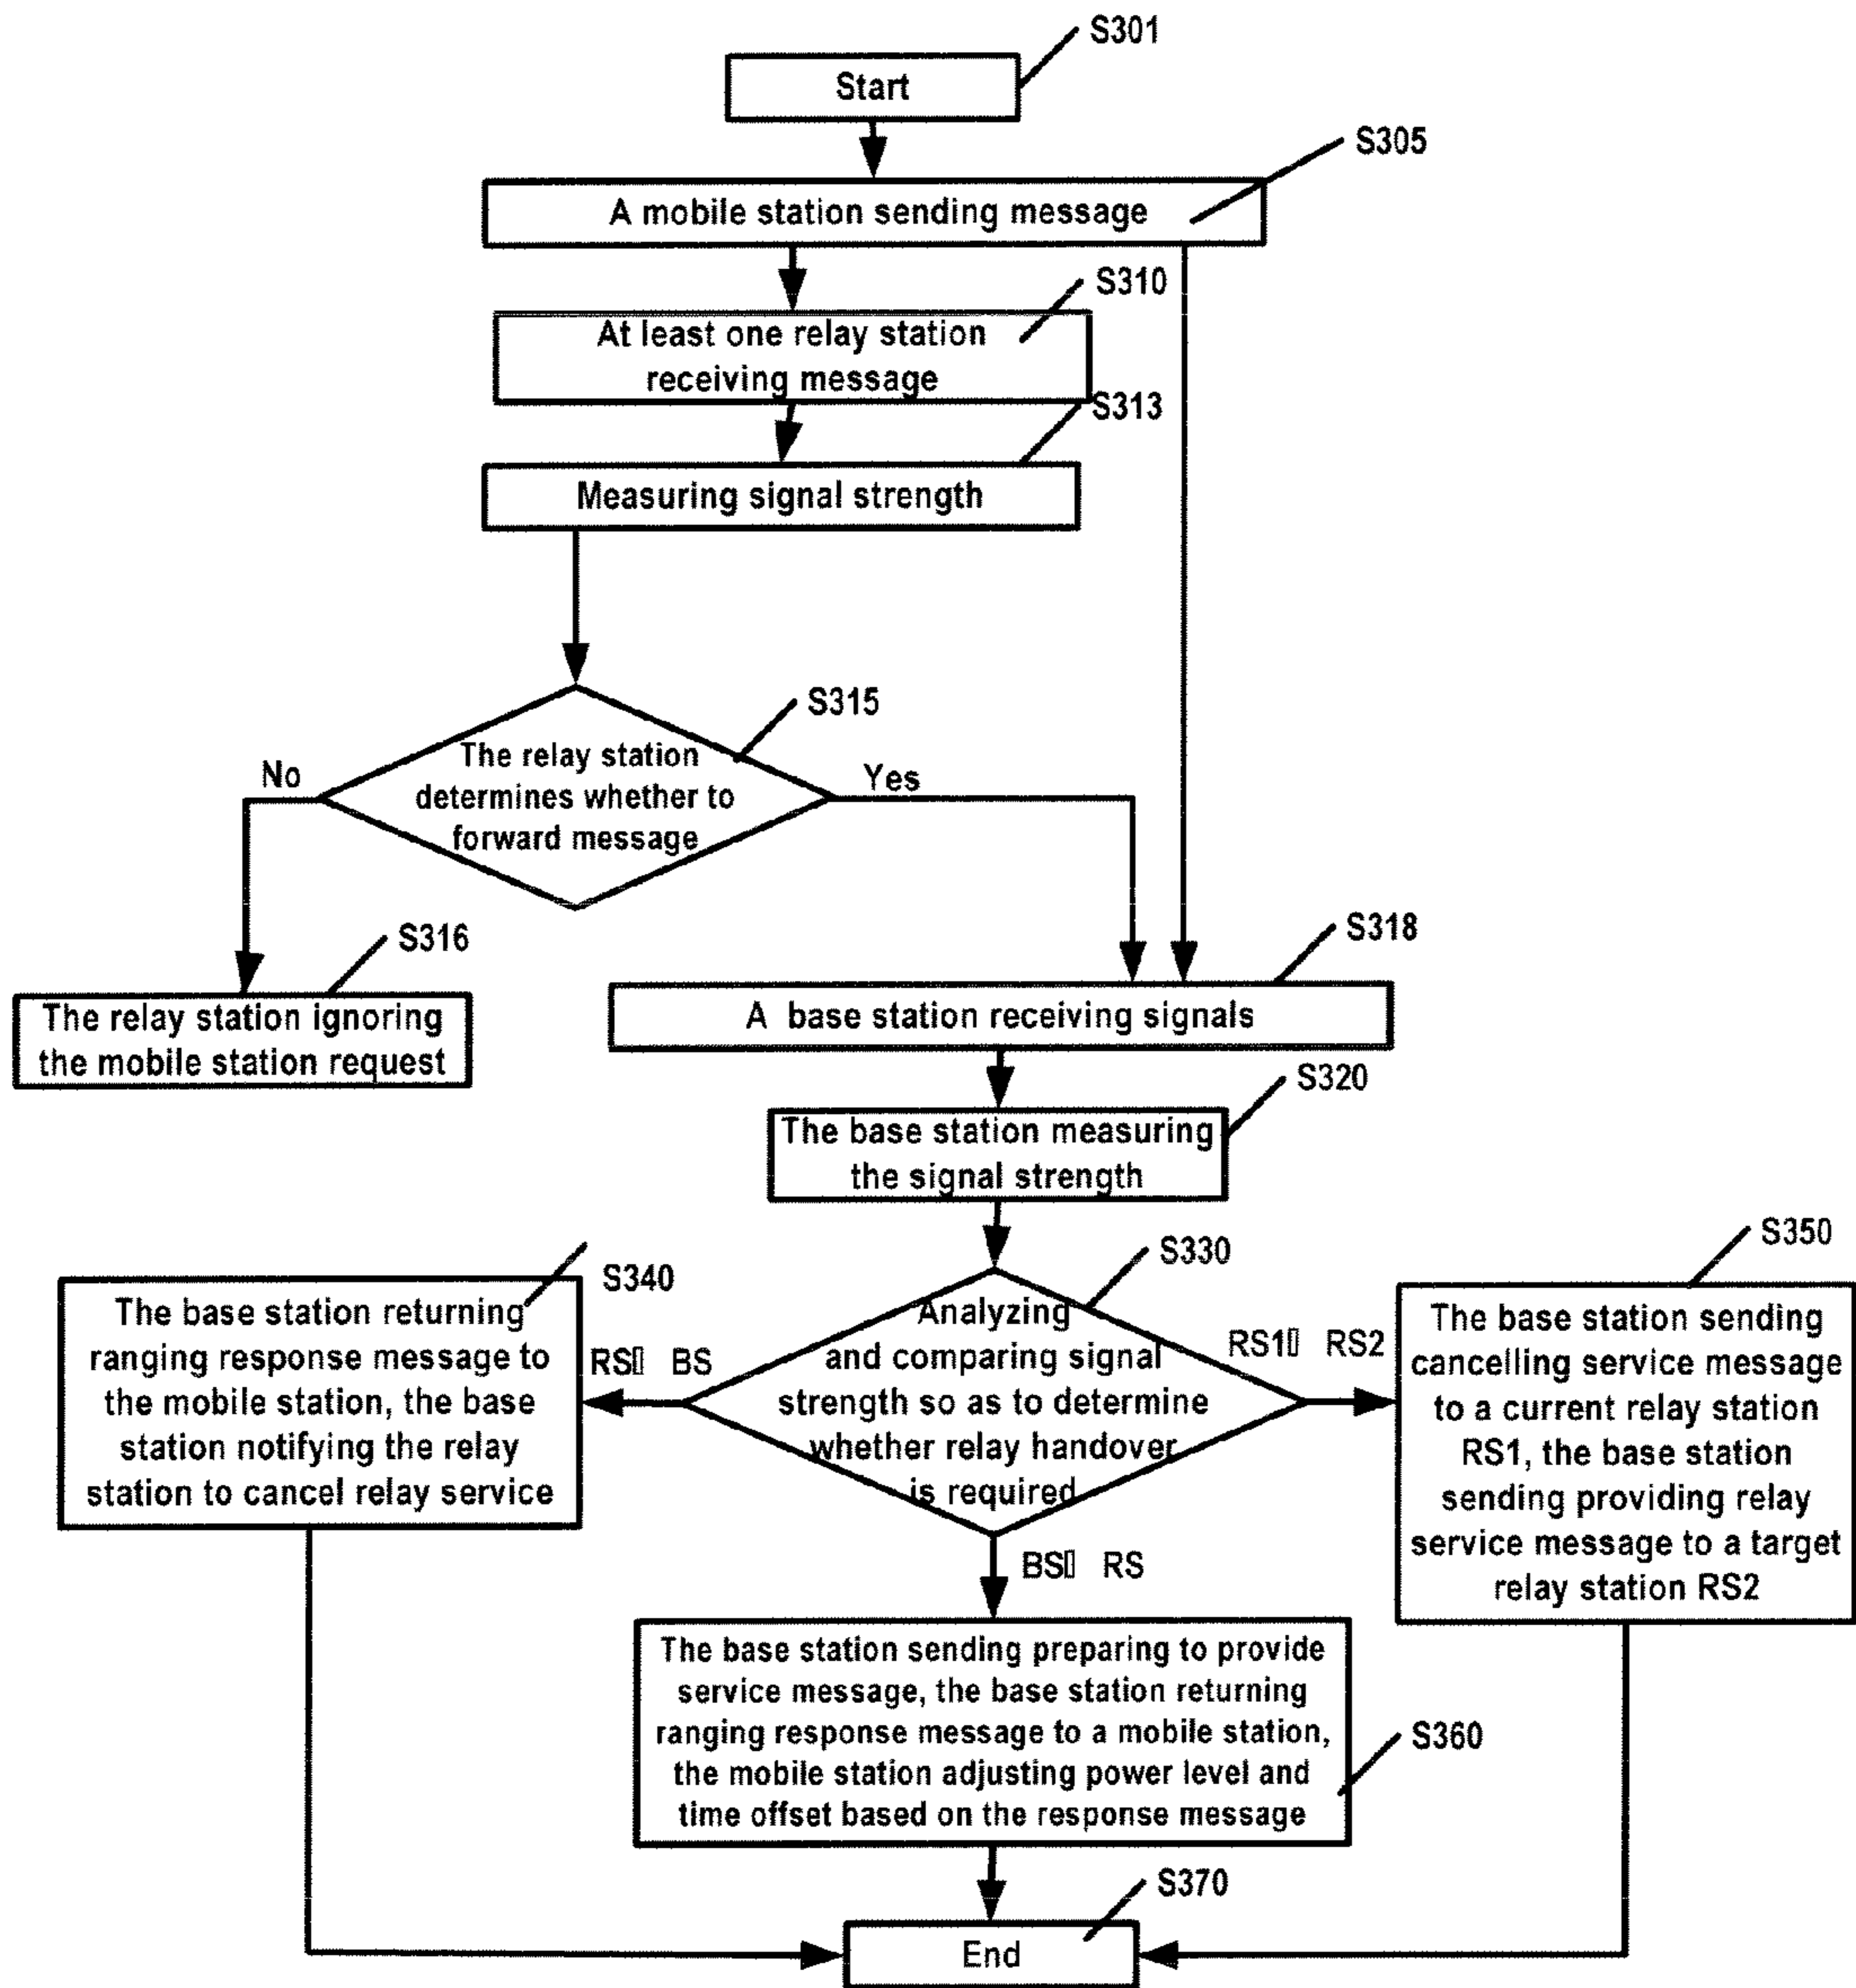 S301
Start
S305
A mobile station sending message
S310
At least one relay station
receiving message
S313
Measuring signal strength
S315
The relay station
determines whether to
forward message
No
Yes
S316
The relay station ignoring
the mobile station request
S318
A base station receiving signals
S320
The base station measuring
the signal strength
S330
Analyzing
and comparing signal
strength so as to determine
whether relay handover
is required
S340
RS▯ BS
The base station returning
ranging response message to
the mobile station, the base
station notifying the relay
station to cancel relay service
S350
RS1▯ RS2
The base station sending
cancelling service message
to a current relay station
RS1, the base station
sending providing relay
service message to a target
relay station RS2
BS▯ RS
The base station sending preparing to provide
service message, the base station returning
ranging response message to a mobile station,
the mobile station adjusting power level and
time offset based on the response message
S360
S370
End